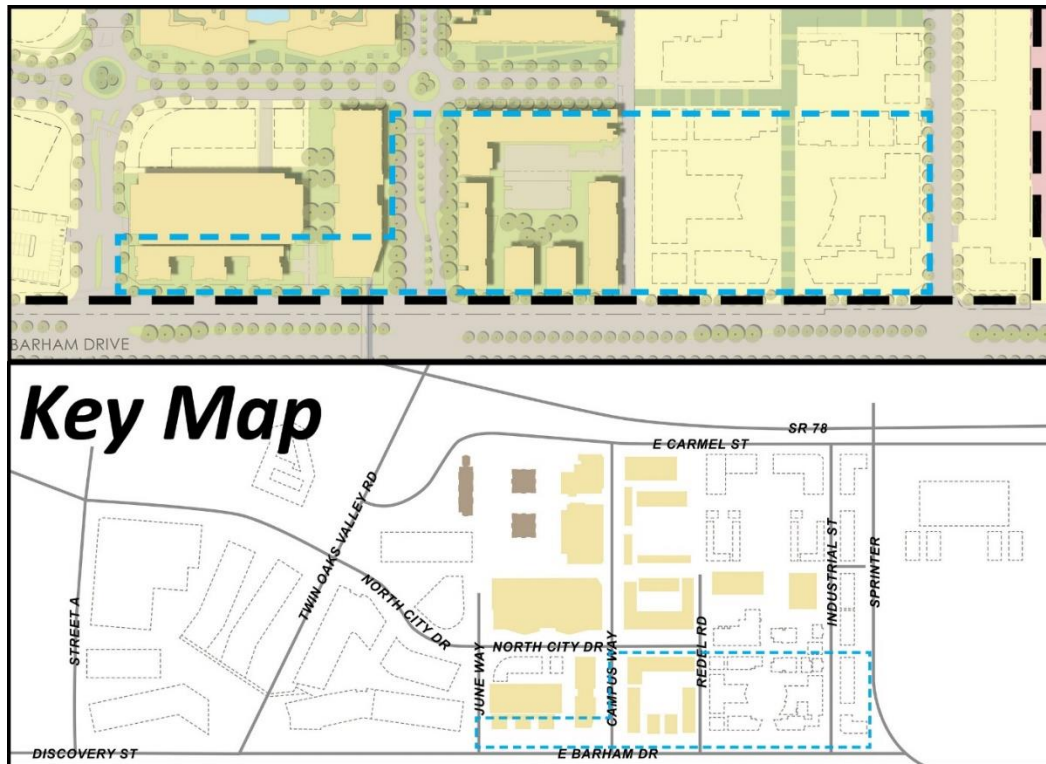 BARHAM DRIVE
Key Map
SR 78
E CARMEL ST
STREET A
TWIN OAKS VALLEY RD
NORTH CITY DR
INDUSTRIAL ST
SPRINTER
JUNE WAY
NORTH CITY DR
CAMPUS WAY
REDEL RD
DISCOVERY ST
E BARHAM DR